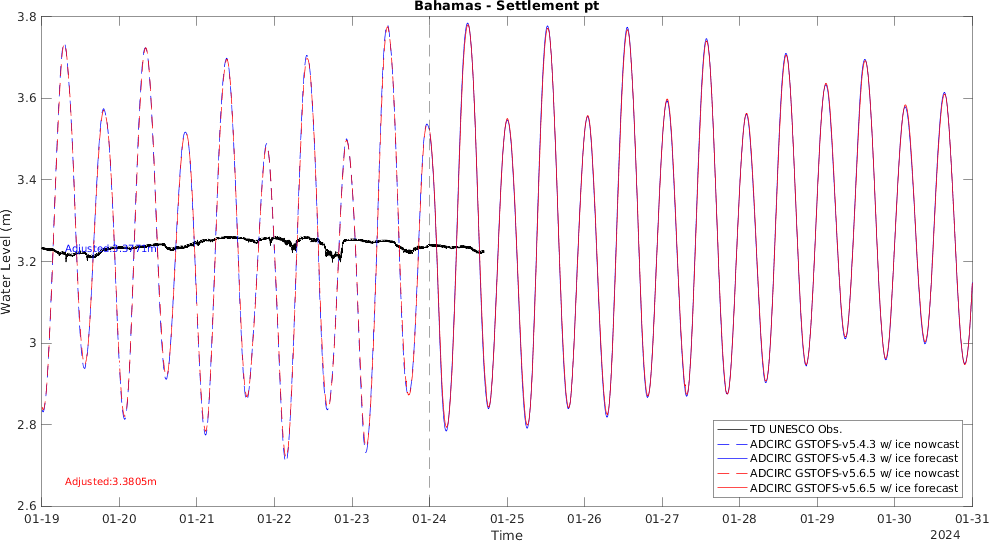 Bahamas - Settlement pt
3.8
3.6
3.4
3.2
3
2.8
2.6
Water Level (m)
Adjusted:3.3805m
TD UNESCO Obs.
ADCIRC GSTOFS-v5.4.3 w/ ice nowcast
ADCIRC GSTOFS-v5.4.3 w/ ice forecast
ADCIRC GSTOFS-v5.6.5 w/ ice nowcast
ADCIRC GSTOFS-v5.6.5 w/ ice forecast
01-19 01-20 01-21 01-22 01-23 01-24 01-25 01-26 01-27 01-28 01-29 01-30 01-31
Time
2024